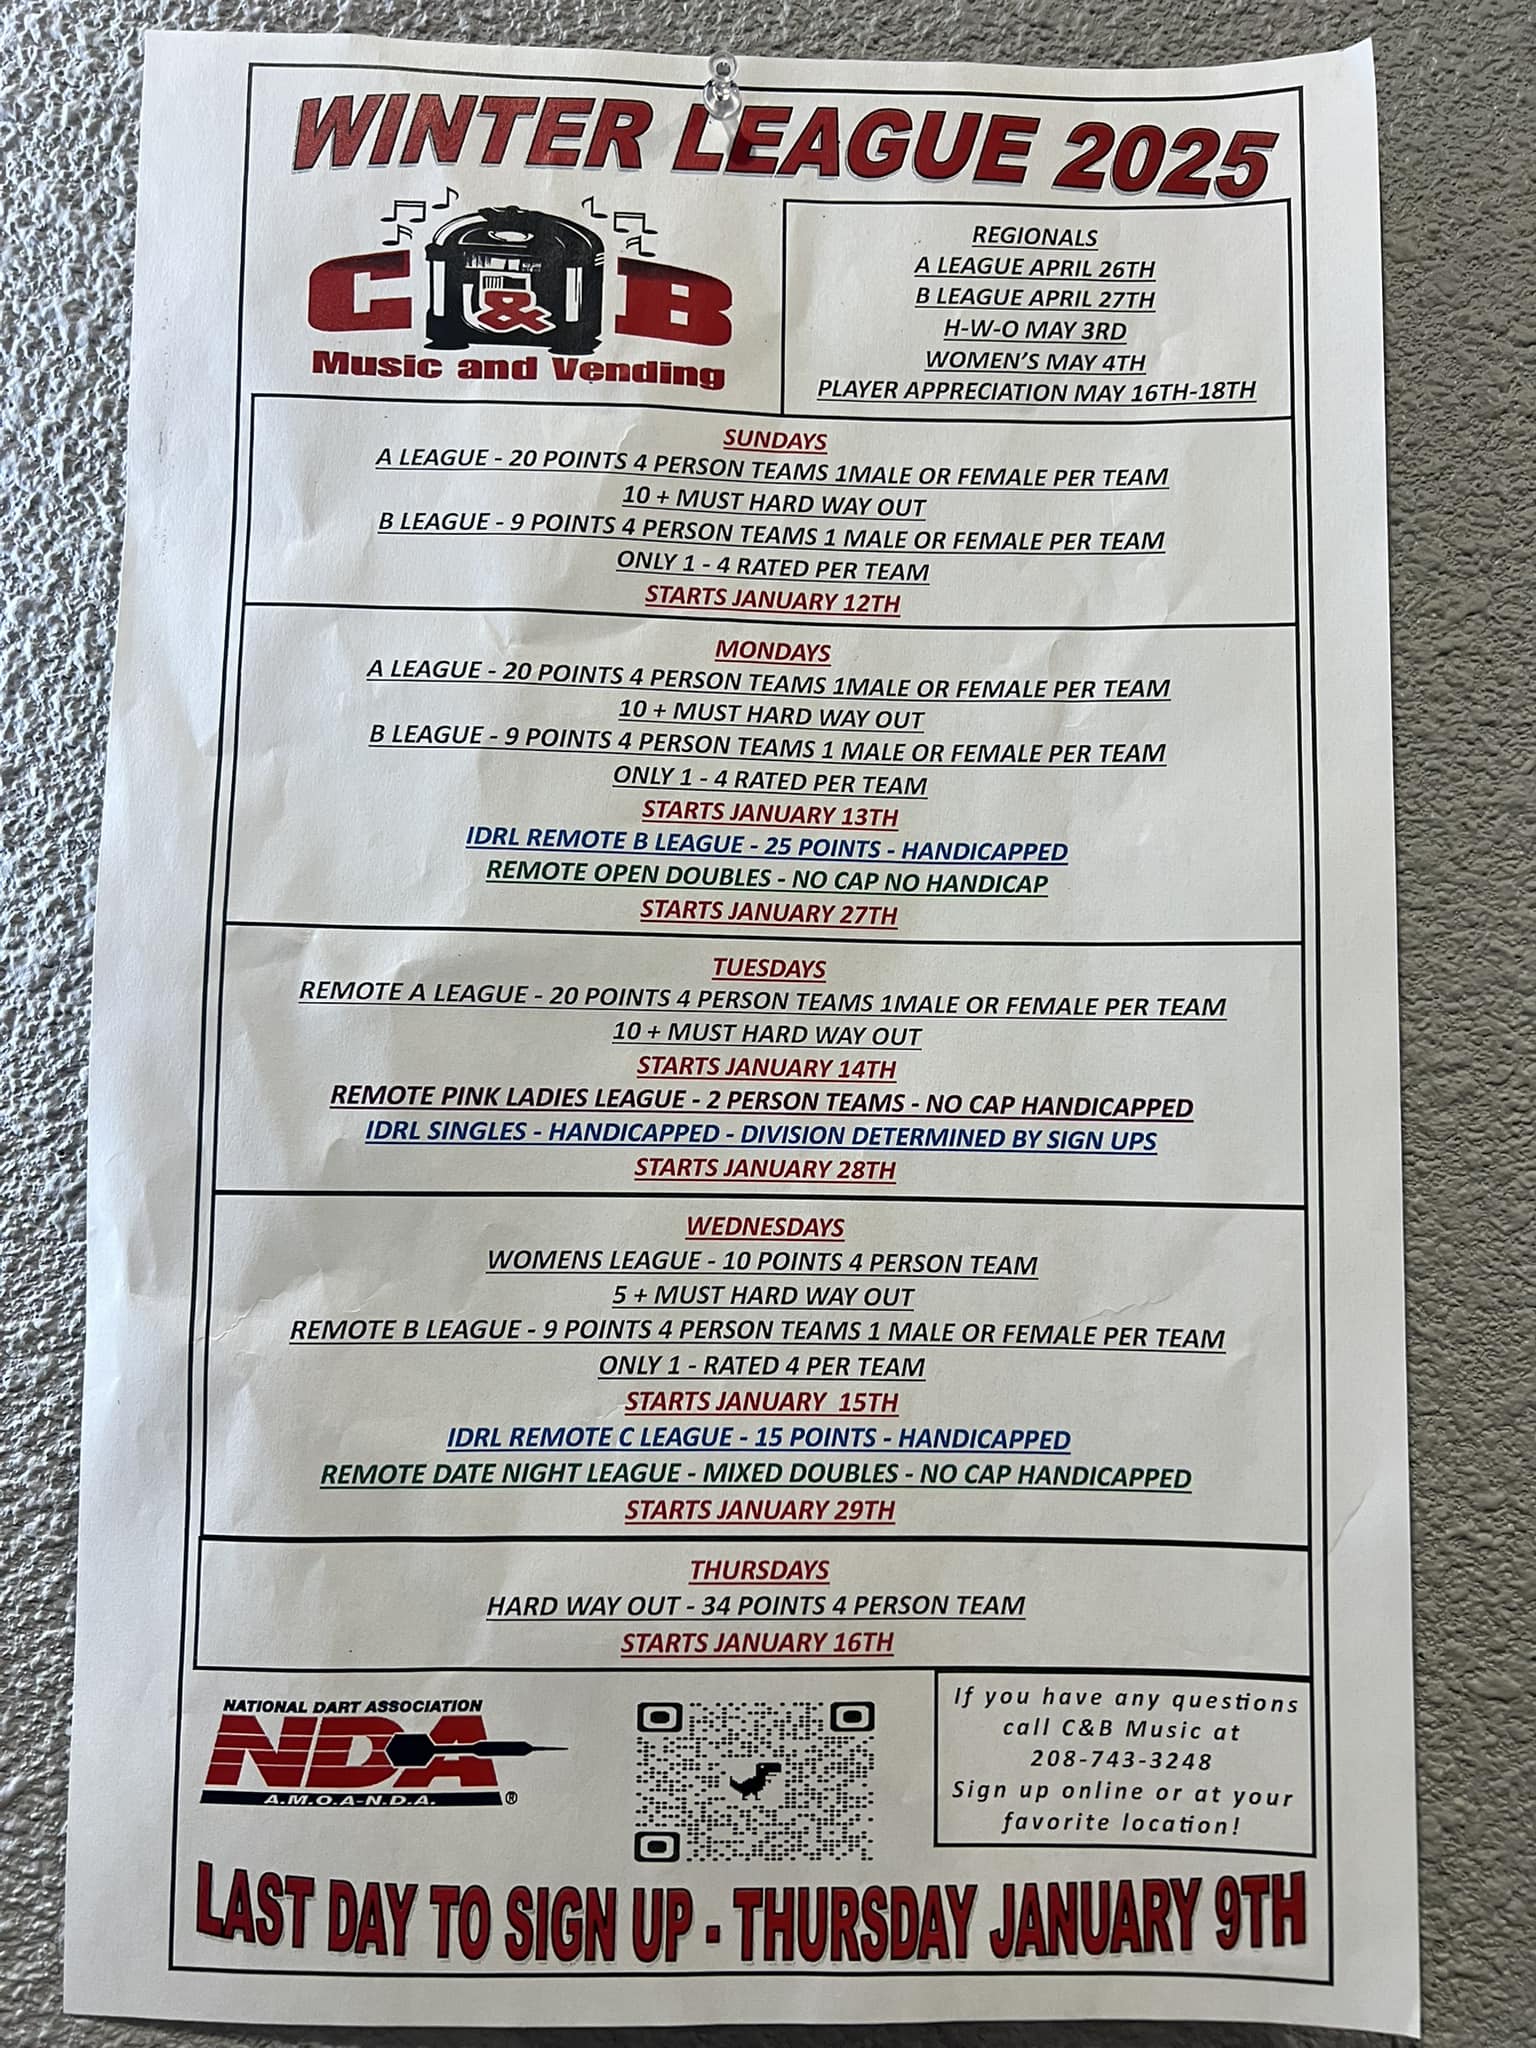 WINTER LEAGUE 2025
C&B
Music and Vending
REGIONALS
A LEAGUE APRIL 26TH
B LEAGUE APRIL 27TH
H-W-O MAY 3RD
WOMEN'S MAY 4TH
PLAYER APPRECIATION MAY 16TH-18TH
SUNDAYS
A LEAGUE - 20 POINTS 4 PERSON TEAMS 1MALE OR FEMALE PER TEAM
10 + MUST HARD WAY OUT
B LEAGUE - 9 POINTS 4 PERSON TEAMS 1 MALE OR FEMALE PER TEAM
ONLY 1 - 4 RATED PER TEAM
STARTS JANUARY 12TH
MONDAYS
A LEAGUE - 20 POINTS 4 PERSON TEAMS 1MALE OR FEMALE PER TEAM
10 + MUST HARD WAY OUT
B LEAGUE - 9 POINTS 4 PERSON TEAMS 1 MALE OR FEMALE PER TEAM
ONLY 1 - 4 RATED PER TEAM
STARTS JANUARY 13TH
IDRL REMOTE B LEAGUE - 25 POINTS - HANDICAPPED
REMOTE OPEN DOUBLES - NO CAP NO HANDICAP
STARTS JANUARY 27TH
TUESDAYS
REMOTE A LEAGUE - 20 POINTS 4 PERSON TEAMS 1MALE OR FEMALE PER TEAM
10 + MUST HARD WAY OUT
STARTS JANUARY 14TH
REMOTE PINK LADIES LEAGUE - 2 PERSON TEAMS - NO CAP HANDICAPPED
IDRL SINGLES - HANDICAPPED - DIVISION DETERMINED BY SIGN UPS
STARTS JANUARY 28TH
WEDNESDAYS
WOMENS LEAGUE - 10 POINTS 4 PERSON TEAM
5 + MUST HARD WAY OUT
REMOTE B LEAGUE - 9 POINTS 4 PERSON TEAMS 1 MALE OR FEMALE PER TEAM
ONLY 1 - RATED 4 PER TEAM
STARTS JANUARY 15TH
IDRL REMOTE C LEAGUE - 15 POINTS - HANDICAPPED
REMOTE DATE NIGHT LEAGUE - MIXED DOUBLES - NO CAP HANDICAPPED
STARTS JANUARY 29TH
THURSDAYS
HARD WAY OUT - 34 POINTS 4 PERSON TEAM
STARTS JANUARY 16TH
NATIONAL DART ASSOCIATION
NDA
A.M.O.A-N.D.A. ®
If you have any questions
call C&B Music at
208-743-3248
Sign up online or at your
favorite location!
LAST DAY TO SIGN UP - THURSDAY JANUARY 9TH